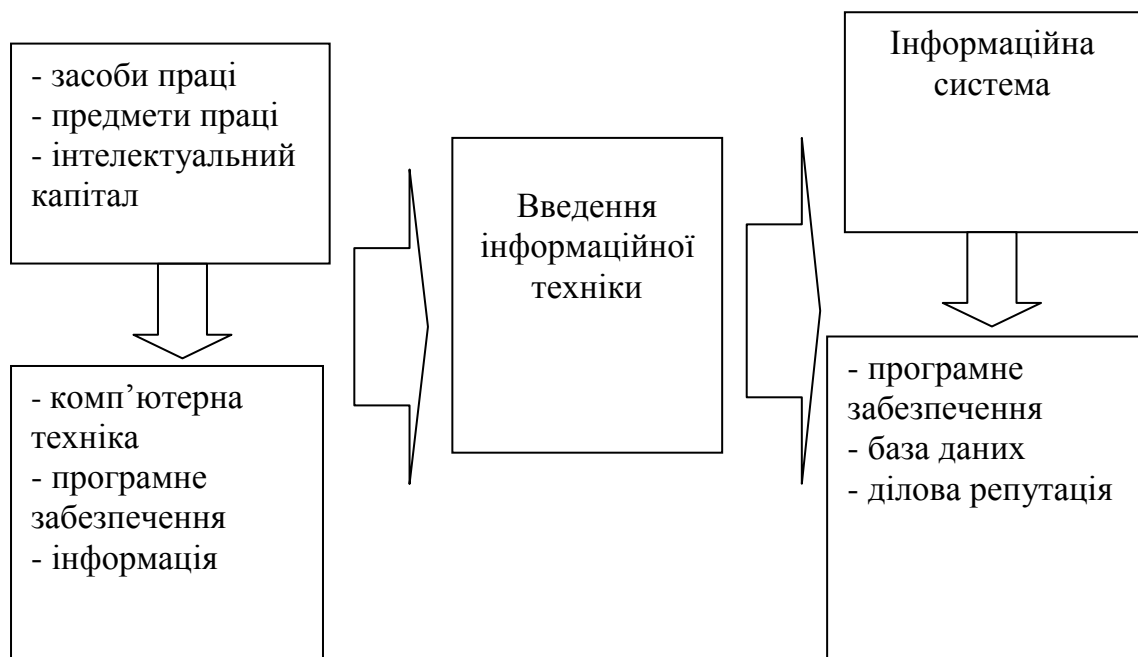 - засоби праці
- предмети праці
- інтелектуальний
капітал
- комп’ютерна
техніка
- програмне
забезпечення
- інформація
Введення
інформаційної
техніки
Інформаційна
система
- програмне
забезпечення
- база даних
- ділова репутація